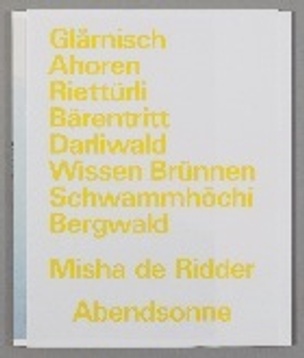 Glärnisch
Ahoren
Riettürli
Bärentritt
Darliwald
Wissen Brünnen
Schwammhöchi
Bergwald
Misha de Ridder
Abendsonne